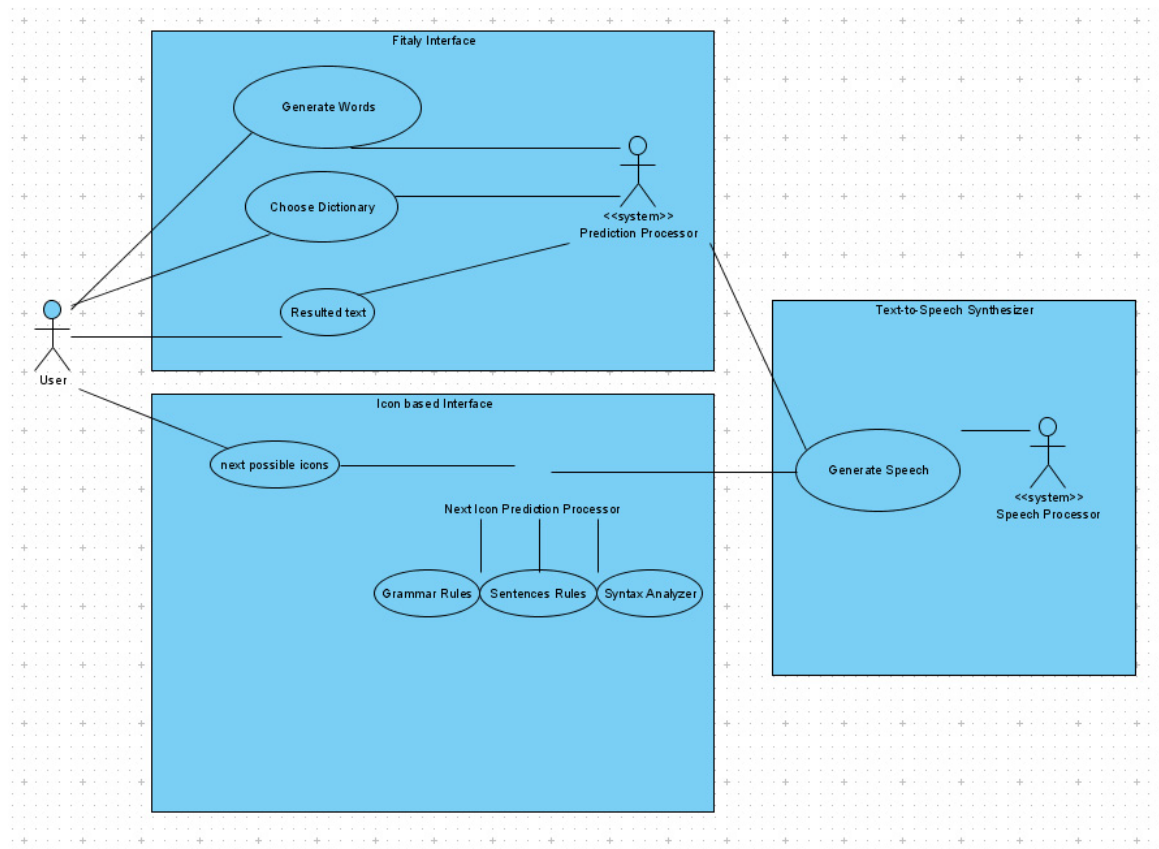 Fitaly Interface
Generate Words
Choose Dictionary
<<system>>
Prediction Processor
Resulted text
User
Icon based Interface
next possible icons
Next Icon Prediction Processor
Grammar Rules
Sentences Rules
Syntax Analyzer
Text-to-Speech Synthesizer
Generate Speech
<<system>>
Speech Processor